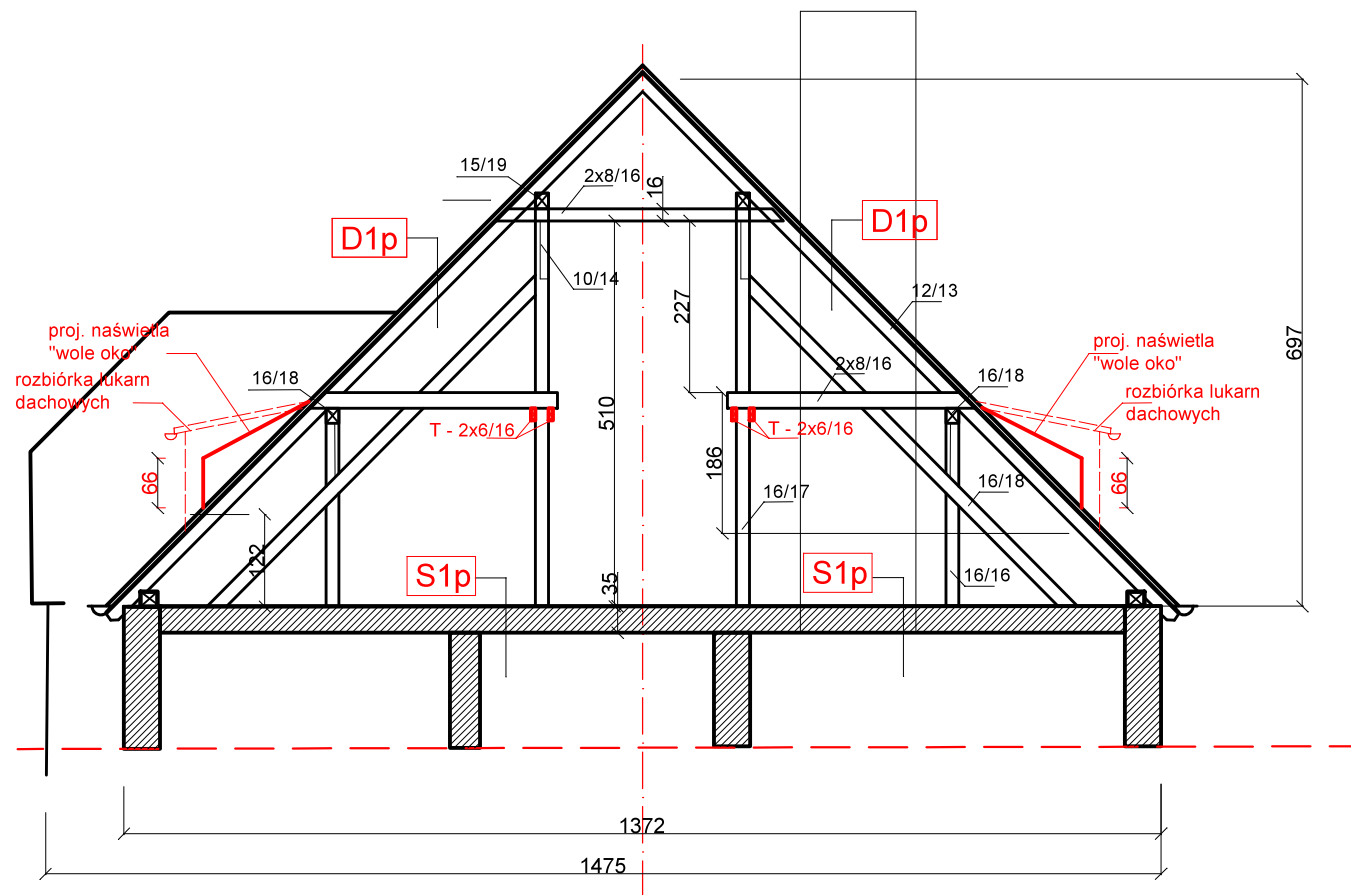 15/19
2x8/16
16
D1p
D1p
10/14
12/13
227
697
proj. naświetla
"wole oko"
rozbiórka lukarn
dachowych
16/18
2x8/16
16/18
proj. naświetla
"wole oko"
rozbiórka lukarn
dachowych
510
T - 2x6/16
T - 2x6/16
186
66
66
16/17
16/18
122
S1p
35
S1p
16/16
1372
1475